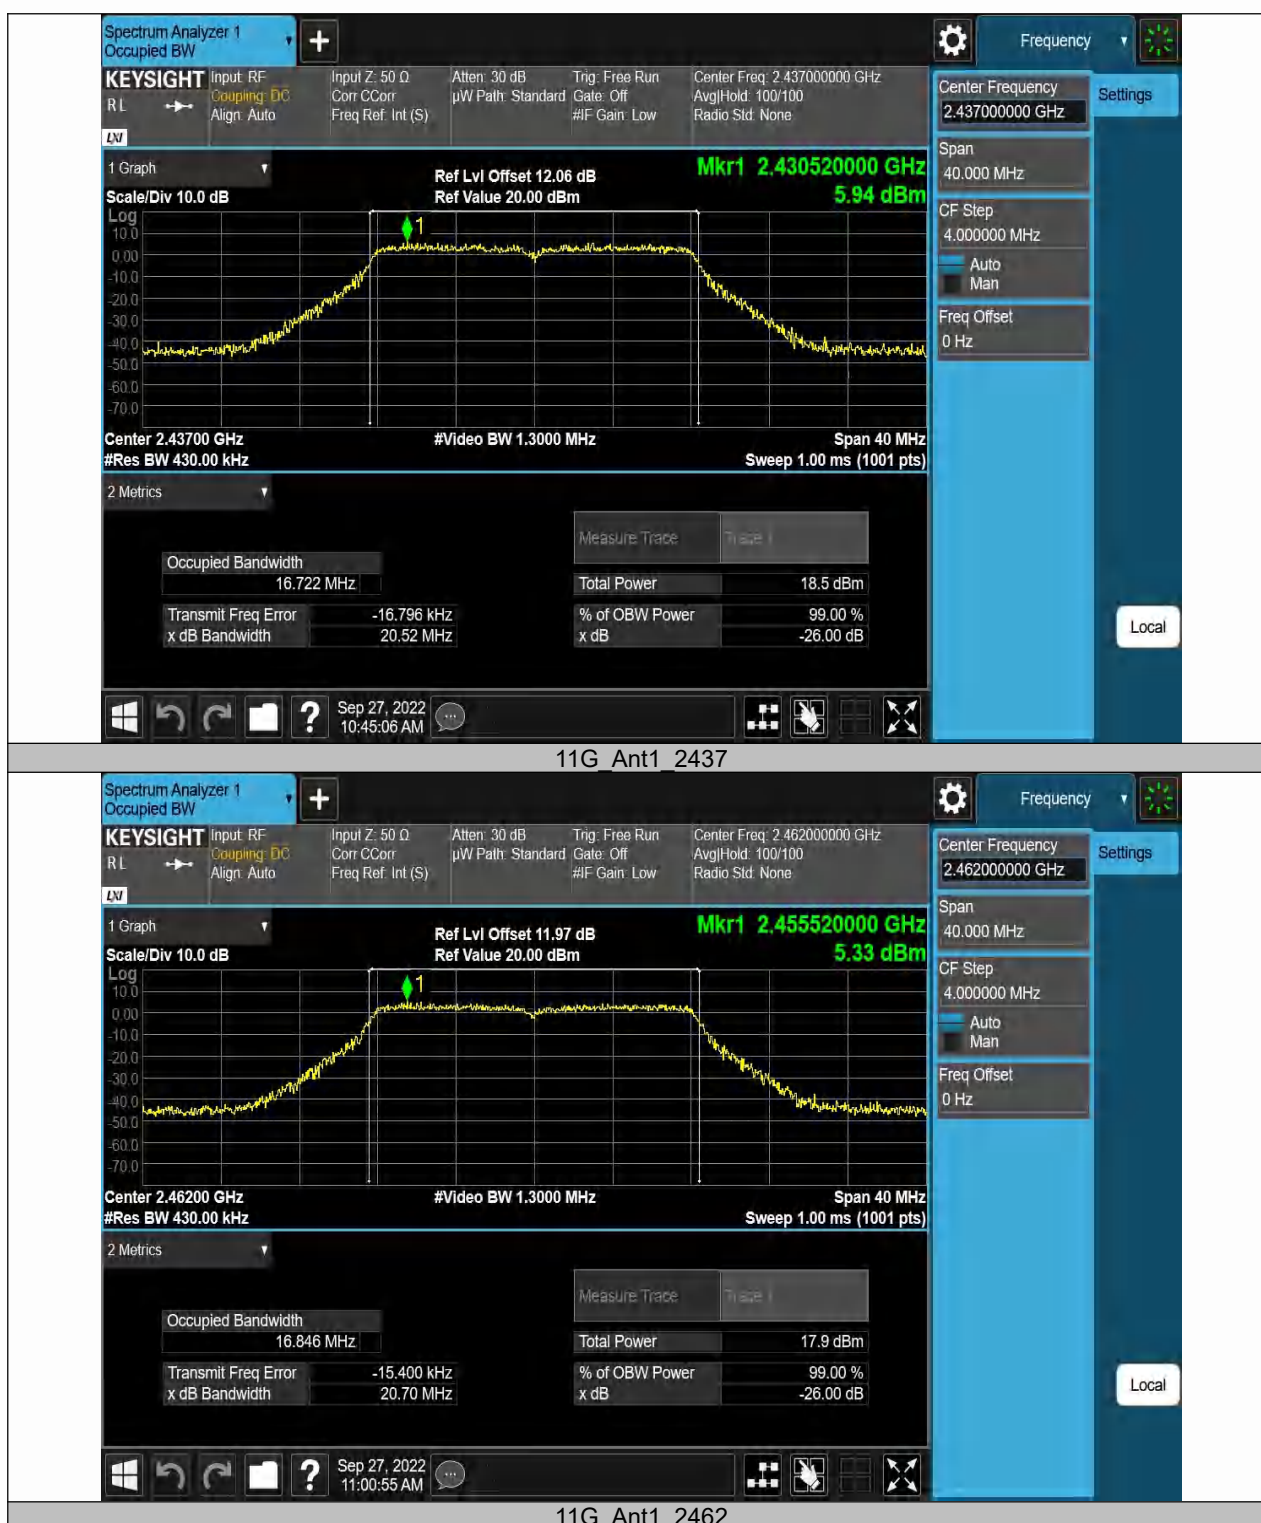 Spectrum Analyzer 1
Occupied BW
Frequency
KEYSIGHT Input: RF Input Z: 50 Ω Atten: 30 dB Trig: Free Run Center Freq: 2.437000000 GHz
RL Coupling: DC Corr CCorr µW Path: Standard Gate: Off Avg|Hold: 100/100
Align: Auto Freq Ref: Int (S) #IF Gain: Low Radio Std: None
LXI
Center Frequency
2.437000000 GHz
Settings
Span
40.000 MHz
CF Step
4.000000 MHz
Auto
Man
Freq Offset
0 Hz
1 Graph
Ref Lvl Offset 12.06 dB
Mkr1 2.430520000 GHz
Scale/Div 10.0 dB
Ref Value 20.00 dBm
5.94 dBm
Log
1
10.0
0.00
-10.0
-20.0
-30.0
-40.0
-50.0
-60.0
-70.0
Center 2.43700 GHz #Video BW 1.3000 MHz Span 40 MHz
#Res BW 430.00 kHz Sweep 1.00 ms (1001 pts)
2 Metrics
Measure Trace Trace 1
Occupied Bandwidth
16.722 MHz Total Power 18.5 dBm
Transmit Freq Error -16.796 kHz % of OBW Power 99.00 %
x dB Bandwidth 20.52 MHz x dB -26.00 dB
Local
Sep 27, 2022
10:45:06 AM
11G_Ant1_2437
Spectrum Analyzer 1
Occupied BW
Frequency
KEYSIGHT Input: RF Input Z: 50 Ω Atten: 30 dB Trig: Free Run Center Freq: 2.462000000 GHz
RL Coupling: DC Corr CCorr µW Path: Standard Gate: Off Avg|Hold: 100/100
Align: Auto Freq Ref: Int (S) #IF Gain: Low Radio Std: None
LXI
Center Frequency
2.462000000 GHz
Settings
Span
40.000 MHz
CF Step
4.000000 MHz
Auto
Man
Freq Offset
0 Hz
1 Graph
Ref Lvl Offset 11.97 dB
Mkr1 2.455520000 GHz
Scale/Div 10.0 dB
Ref Value 20.00 dBm
5.33 dBm
Log
1
10.0
0.00
-10.0
-20.0
-30.0
-40.0
-50.0
-60.0
-70.0
Center 2.46200 GHz #Video BW 1.3000 MHz Span 40 MHz
#Res BW 430.00 kHz Sweep 1.00 ms (1001 pts)
2 Metrics
Measure Trace Trace 1
Occupied Bandwidth
16.846 MHz Total Power 17.9 dBm
Transmit Freq Error -15.400 kHz % of OBW Power 99.00 %
x dB Bandwidth 20.70 MHz x dB -26.00 dB
Local
Sep 27, 2022
11:00:55 AM
11G_Ant1_2462